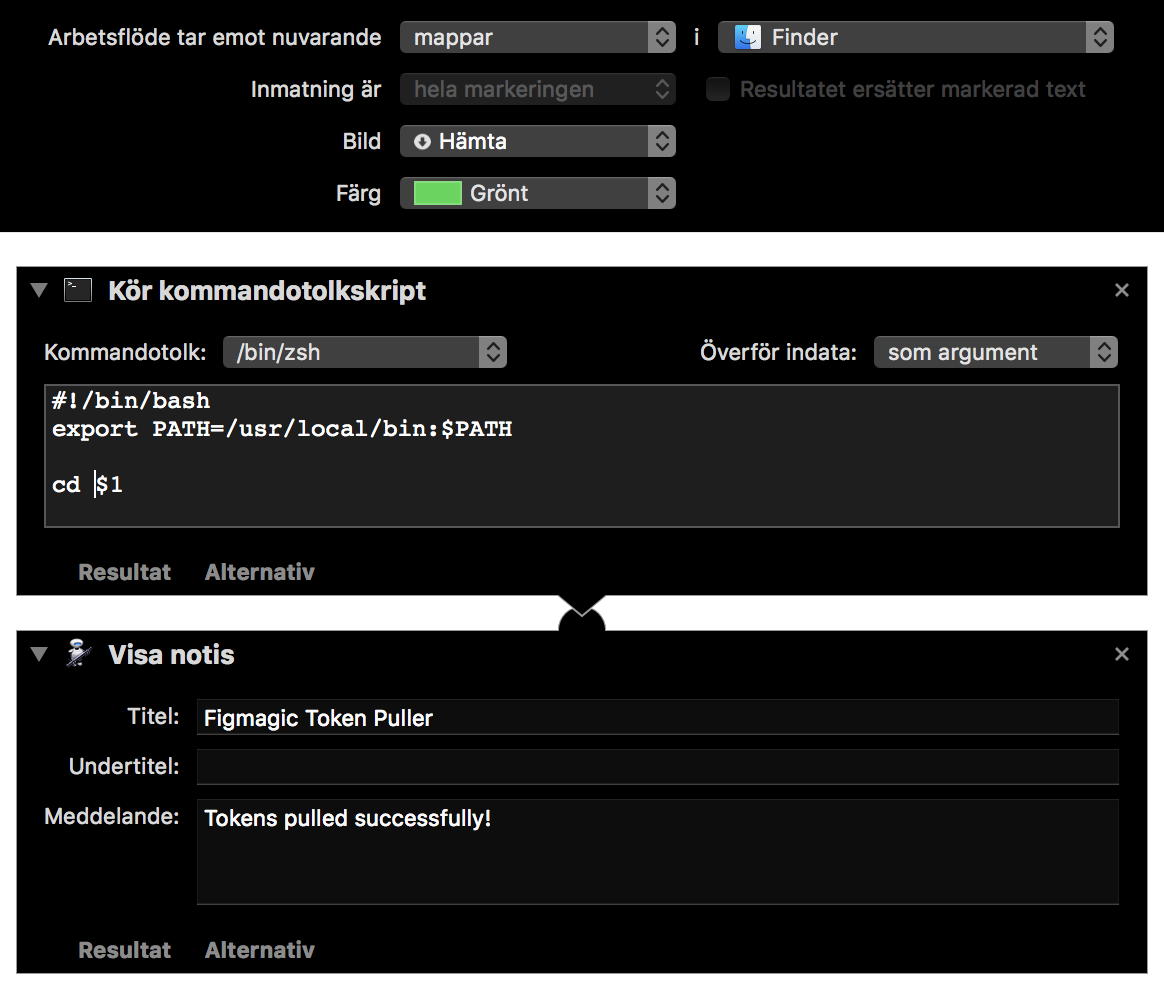 Arbetsflöde tar emot nuvarande mappar i Finder
Inmatning är hela markeringen Resultatet ersätter markerad text
Bild Hämta
Färg Grönt
Kör kommandotolkskript
Kommandotolk: /bin/zsh Överför indata: som argument
#!/bin/bash
export PATH=/usr/local/bin:$PATH
cd $1
Resultat Alternativ
Visa notis
Titel: Figmagic Token Puller
Undertitel:
Meddelande: Tokens pulled successfully!
Resultat Alternativ